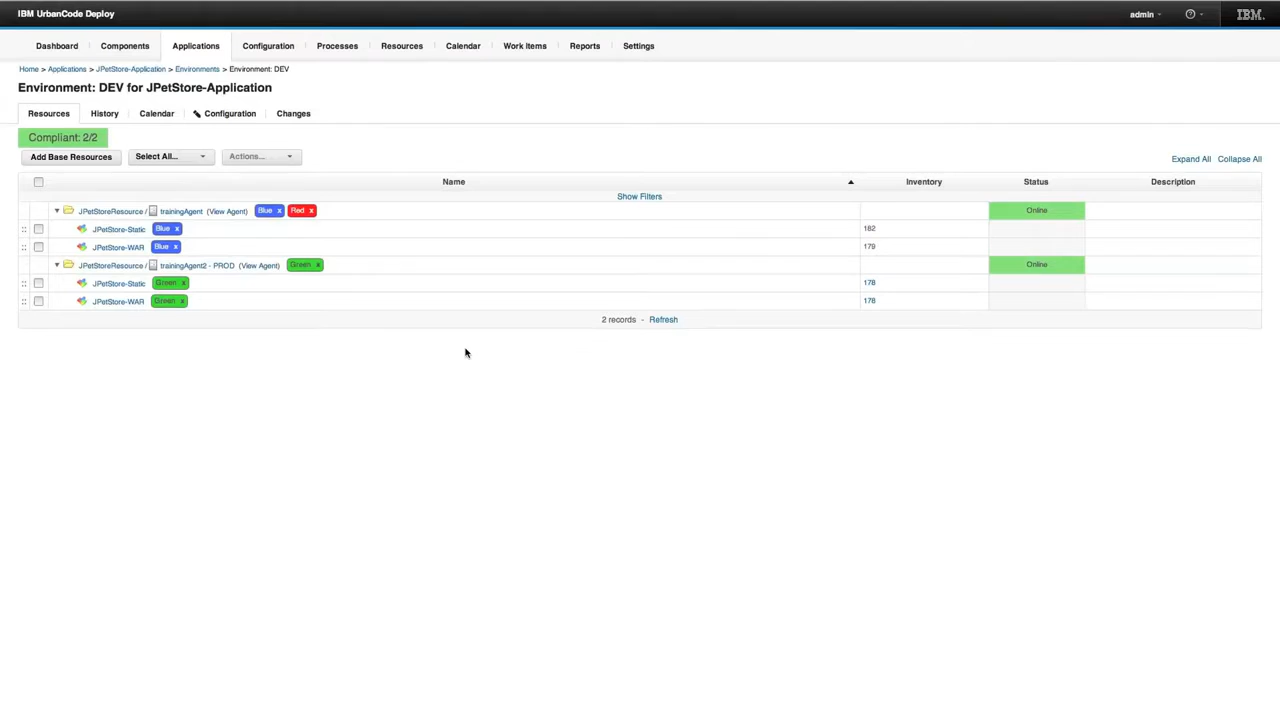 IBM UrbanCode Deploy admin IBM
Dashboard Components Applications Configuration Processes Resources Calendar Work Items Reports Settings
Home > Applications > JPetStore-Application > Environments > Environment: DEV
Environment: DEV for JPetStore-Application
Resources History Calendar Configuration Changes
Compliant: 2/2
Add Base Resources Select All... Actions... Expand All Collapse All
Name Inventory Status Description
Show Filters
JPetStoreResource / trainingAgent (View Agent) Blue x Red x Online
JPetStore-Static Blue x 182
JPetStore-WAR Blue x 179
JPetStoreResource / trainingAgent2 - PROD (View Agent) Green x Online
JPetStore-Static Green x 178
JPetStore-WAR Green x 178
2 records - Refresh